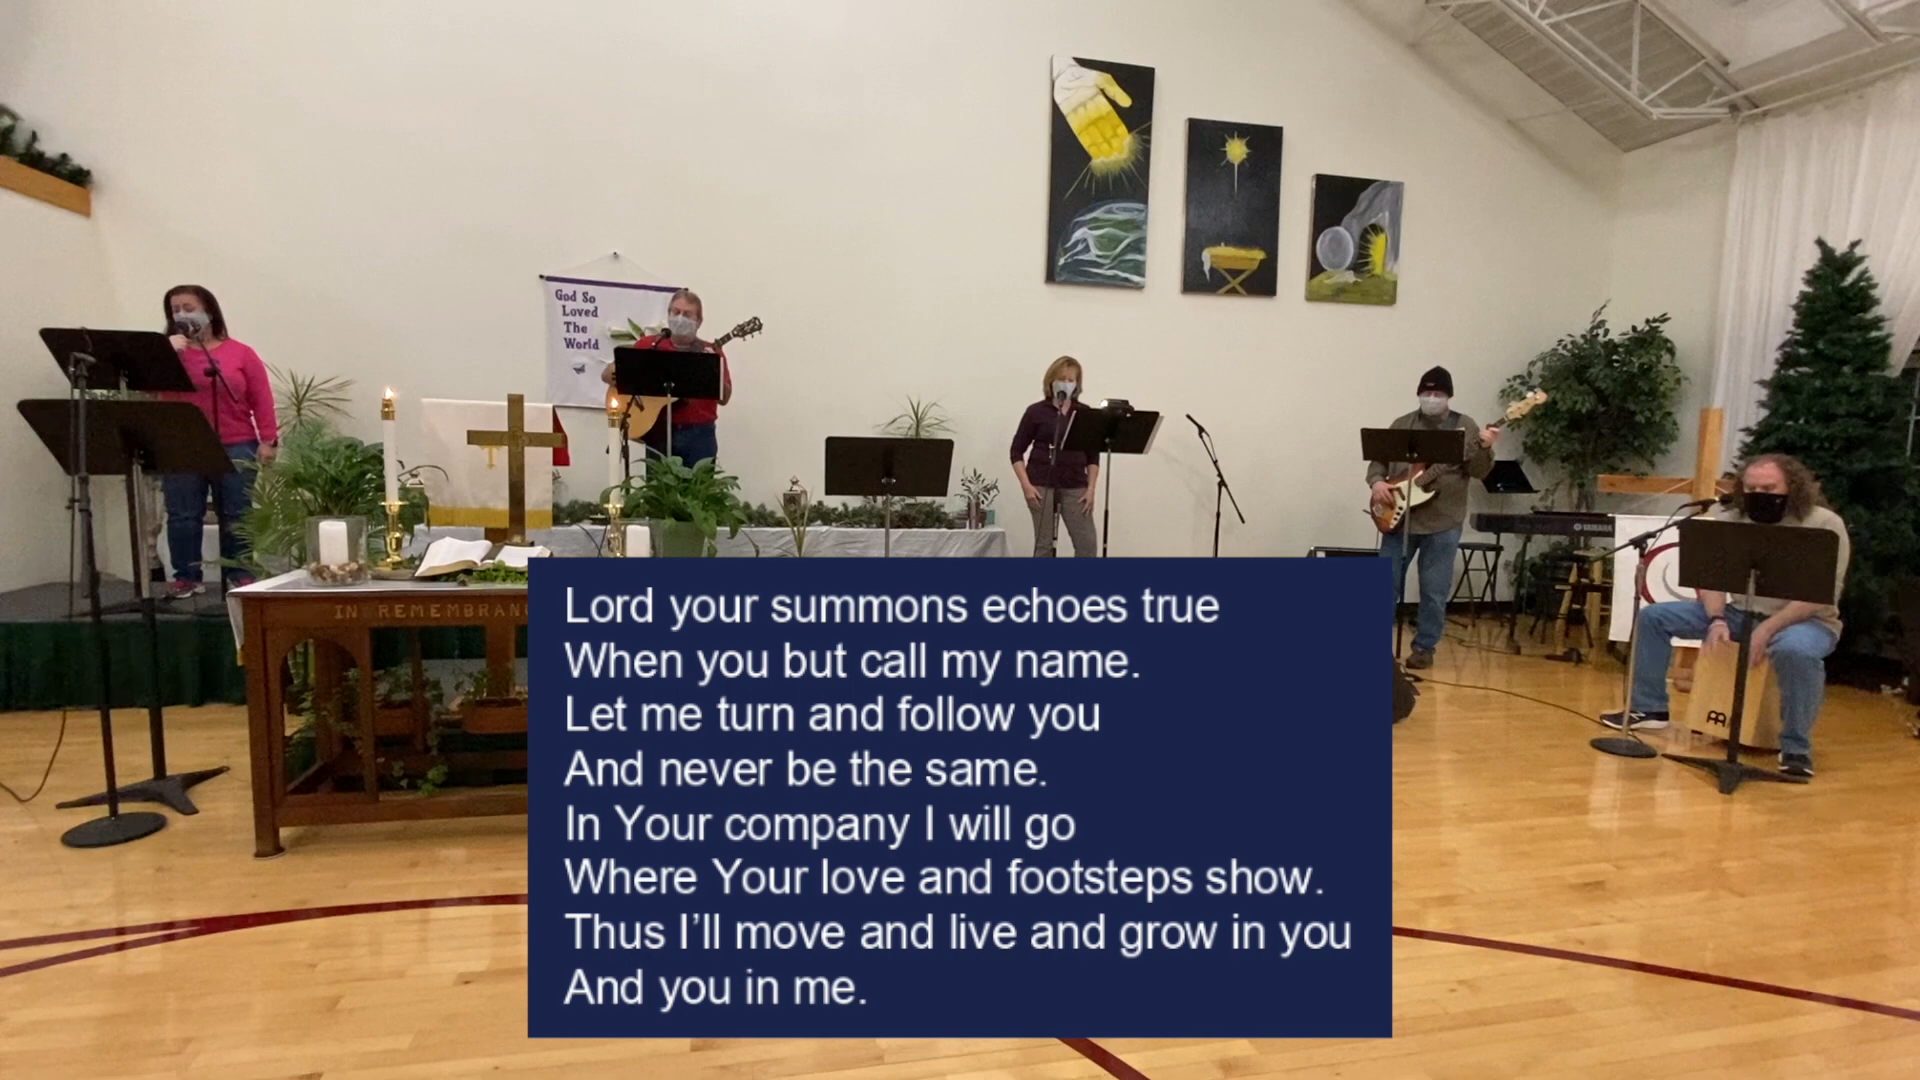 God So
Loved
The
World
YAMAHA
IN REMEMBRANC
Lord your summons echoes true
When you but call my name.
Let me turn and follow you
And never be the same.
In Your company I will go
Where Your love and footsteps show.
Thus I’ll move and live and grow in you
And you in me.